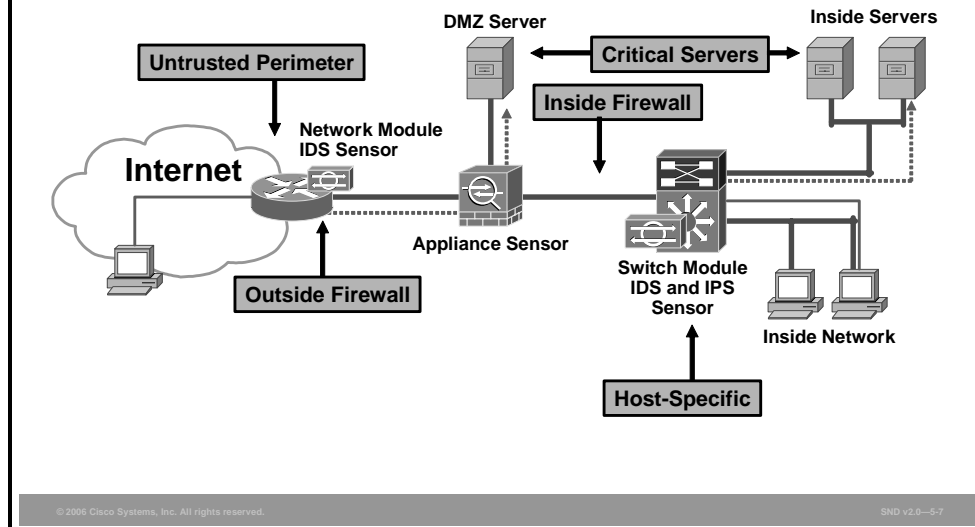 DMZ Server
Inside Servers
Untrusted Perimeter
Critical Servers
Inside Firewall
Network Module
IDS Sensor
Internet
Appliance Sensor
Outside Firewall
Switch Module
IDS and IPS
Sensor
Inside Network
Host-Specific
© 2006 Cisco Systems, Inc. All rights reserved.
SND v2.0—5-7